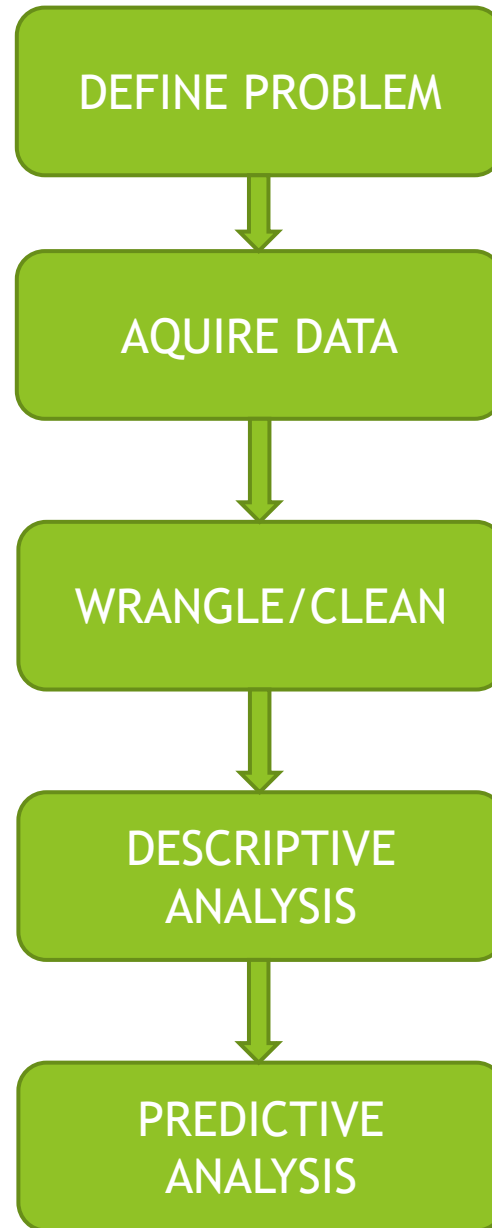 DEFINE PROBLEM
AQUIRE DATA
WRANGLE/CLEAN
DESCRIPTIVE
ANALYSIS
PREDICTIVE
ANALYSIS